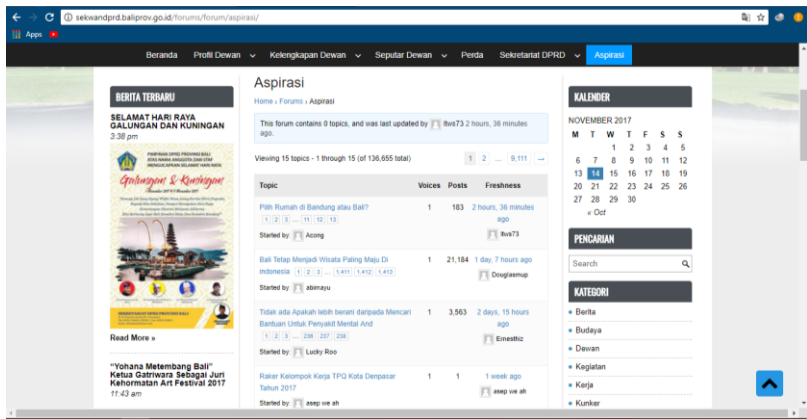 sekwandprd.baliprov.go.id/forums/forum/aspirasi/
Apps
Beranda Profil Dewan Kelengkapan Dewan Seputar Dewan Perda Sekretariat DPRD Aspirasi
BERITA TERBARU
SELAMAT HARI RAYA
GALUNGAN DAN KUNINGAN
3:38 pm
Galungan & Kuningan
Read More »
"Yohana Metembang Bali"
Ketua Gatriwara Sebagai Juri
Kehormatan Art Festival 2017
11:43 am
Aspirasi
Home › Forums › Aspirasi
This forum contains 0 topics, and was last updated by ltws73 2 hours, 36 minutes
ago.
Viewing 15 topics - 1 through 15 (of 136,655 total)
1 2 ... 9,111 →
Topic Voices Posts Freshness
Pilih Rumah di Bandung atau Bali? 1 183 2 hours, 36 minutes
1 2 3 ... 11 12 13 ago
Started by: Acong ltws73
Bali Tetap Menjadi Wisata Paling Maju Di 1 21,184 1 day, 7 hours ago
Indonesia 1 2 3 ... 1,411 1,412 1,413 Douglasmup
Started by: abimayu
Tidak ada Apakah lebih berani daripada Mencari 1 3,563 2 days, 15 hours
Bantuan Untuk Penyakit Mental And ago
1 2 3 ... 236 237 238 Ernesthiz
Started by: Lucky Roo
Raker Kelompok Kerja TPQ Kota Denpasar 1 1 1 week ago
Tahun 2017 asep we ah
Started by: asep we ah
KALENDER
NOVEMBER 2017
M T W T F S S
1 2 3 4 5
6 7 8 9 10 11 12
13 14 15 16 17 18 19
20 21 22 23 24 25 26
27 28 29 30
« Oct
PENCARIAN
Search
KATEGORI
Berita
Budaya
Dewan
Kegiatan
Kerja
Kunker